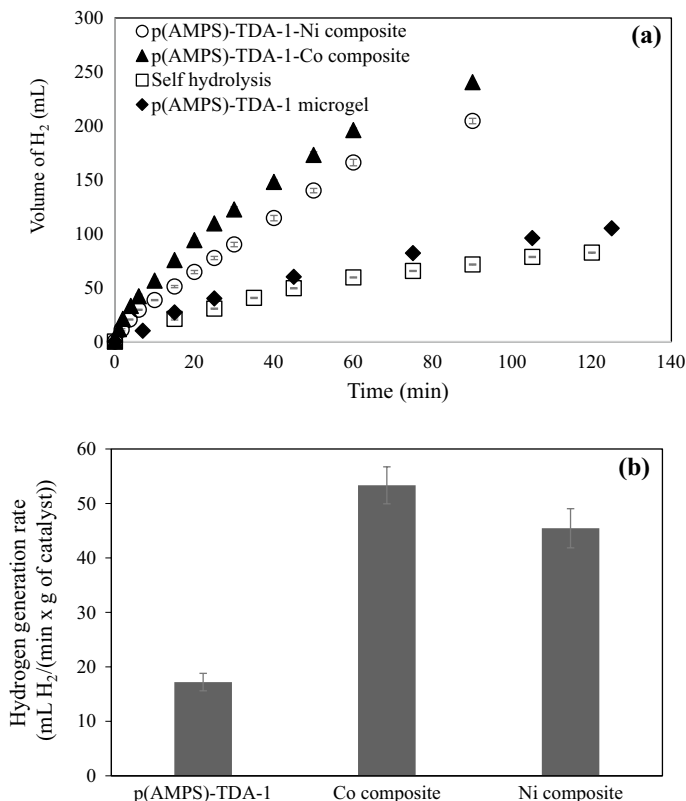 300
250
200
150
100
50
0
Volume of H₂ (mL)
(a)
p(AMPS)-TDA-1-Ni composite
p(AMPS)-TDA-1-Co composite
Self hydrolysis
p(AMPS)-TDA-1 microgel
0 20 40 60 80 100 120 140
Time (min)
60
50
40
30
20
10
0
Hydrogen generation rate
(mL H₂/(min x g of catalyst))
(b)
p(AMPS)-TDA-1 Co composite Ni composite